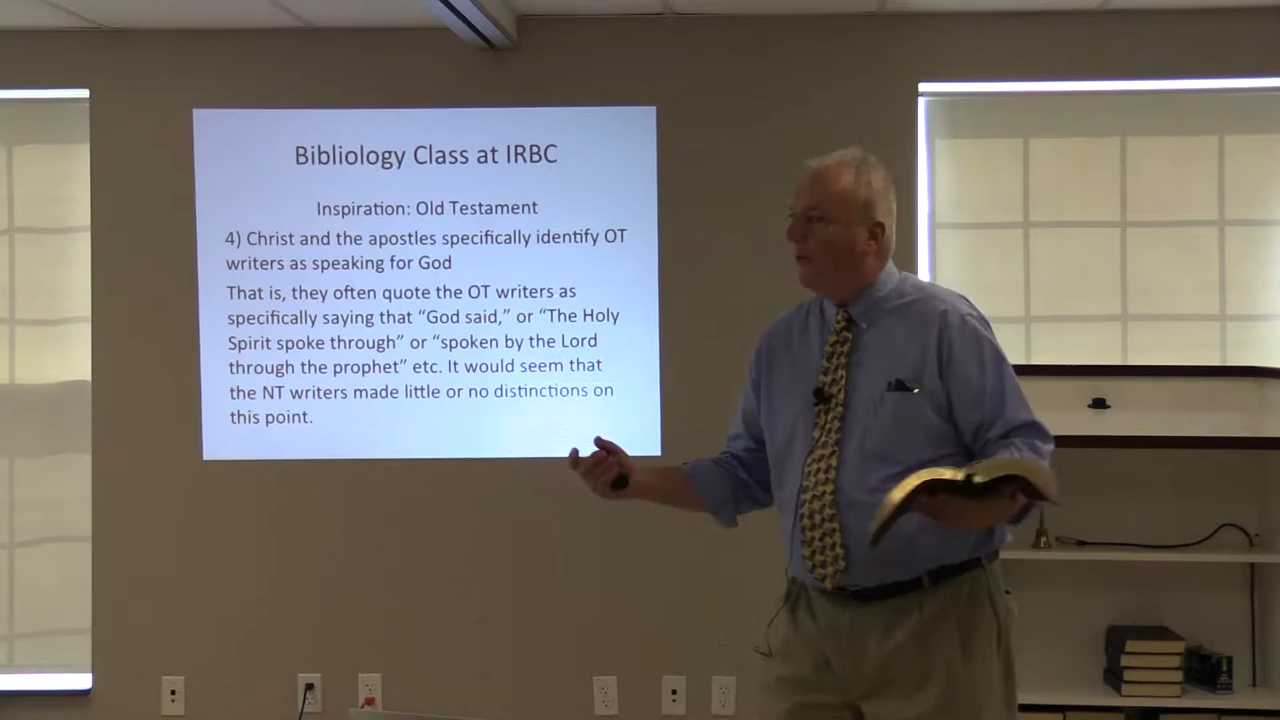 Bibliology Class at IRBC
Inspiration: Old Testament
4) Christ and the apostles specifically identify OT
writers as speaking for God
That is, they often quote the OT writers as
specifically saying that “God said,” or “The Holy
Spirit spoke through” or “spoken by the Lord
through the prophet” etc. It would seem that
the NT writers made little or no distinctions on
this point.